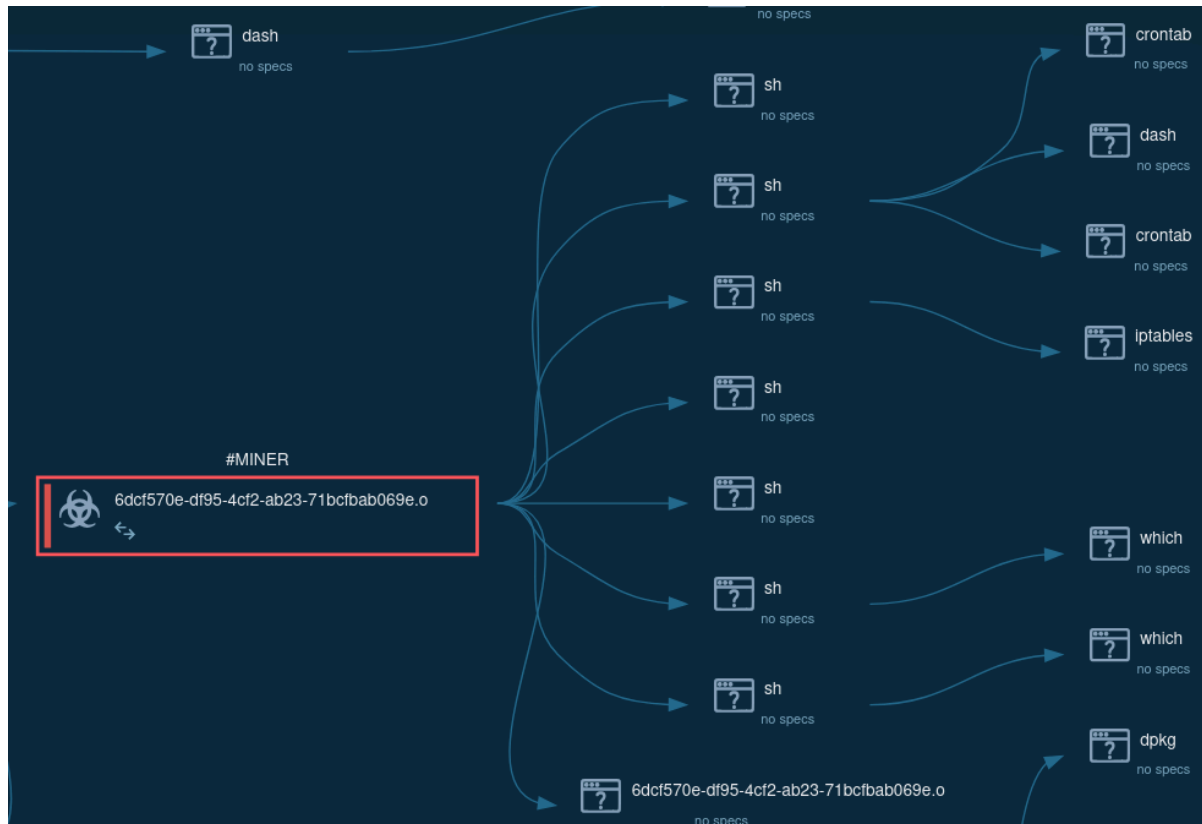 no specs
dash
no specs
crontab
no specs
sh
no specs
dash
no specs
sh
no specs
crontab
no specs
sh
no specs
iptables
no specs
sh
no specs
#MINER
6dcf570e-df95-4cf2-ab23-71bcfbab069e.o
sh
no specs
which
no specs
sh
no specs
which
no specs
sh
no specs
dpkg
no specs
6dcf570e-df95-4cf2-ab23-71bcfbab069e.o
no specs